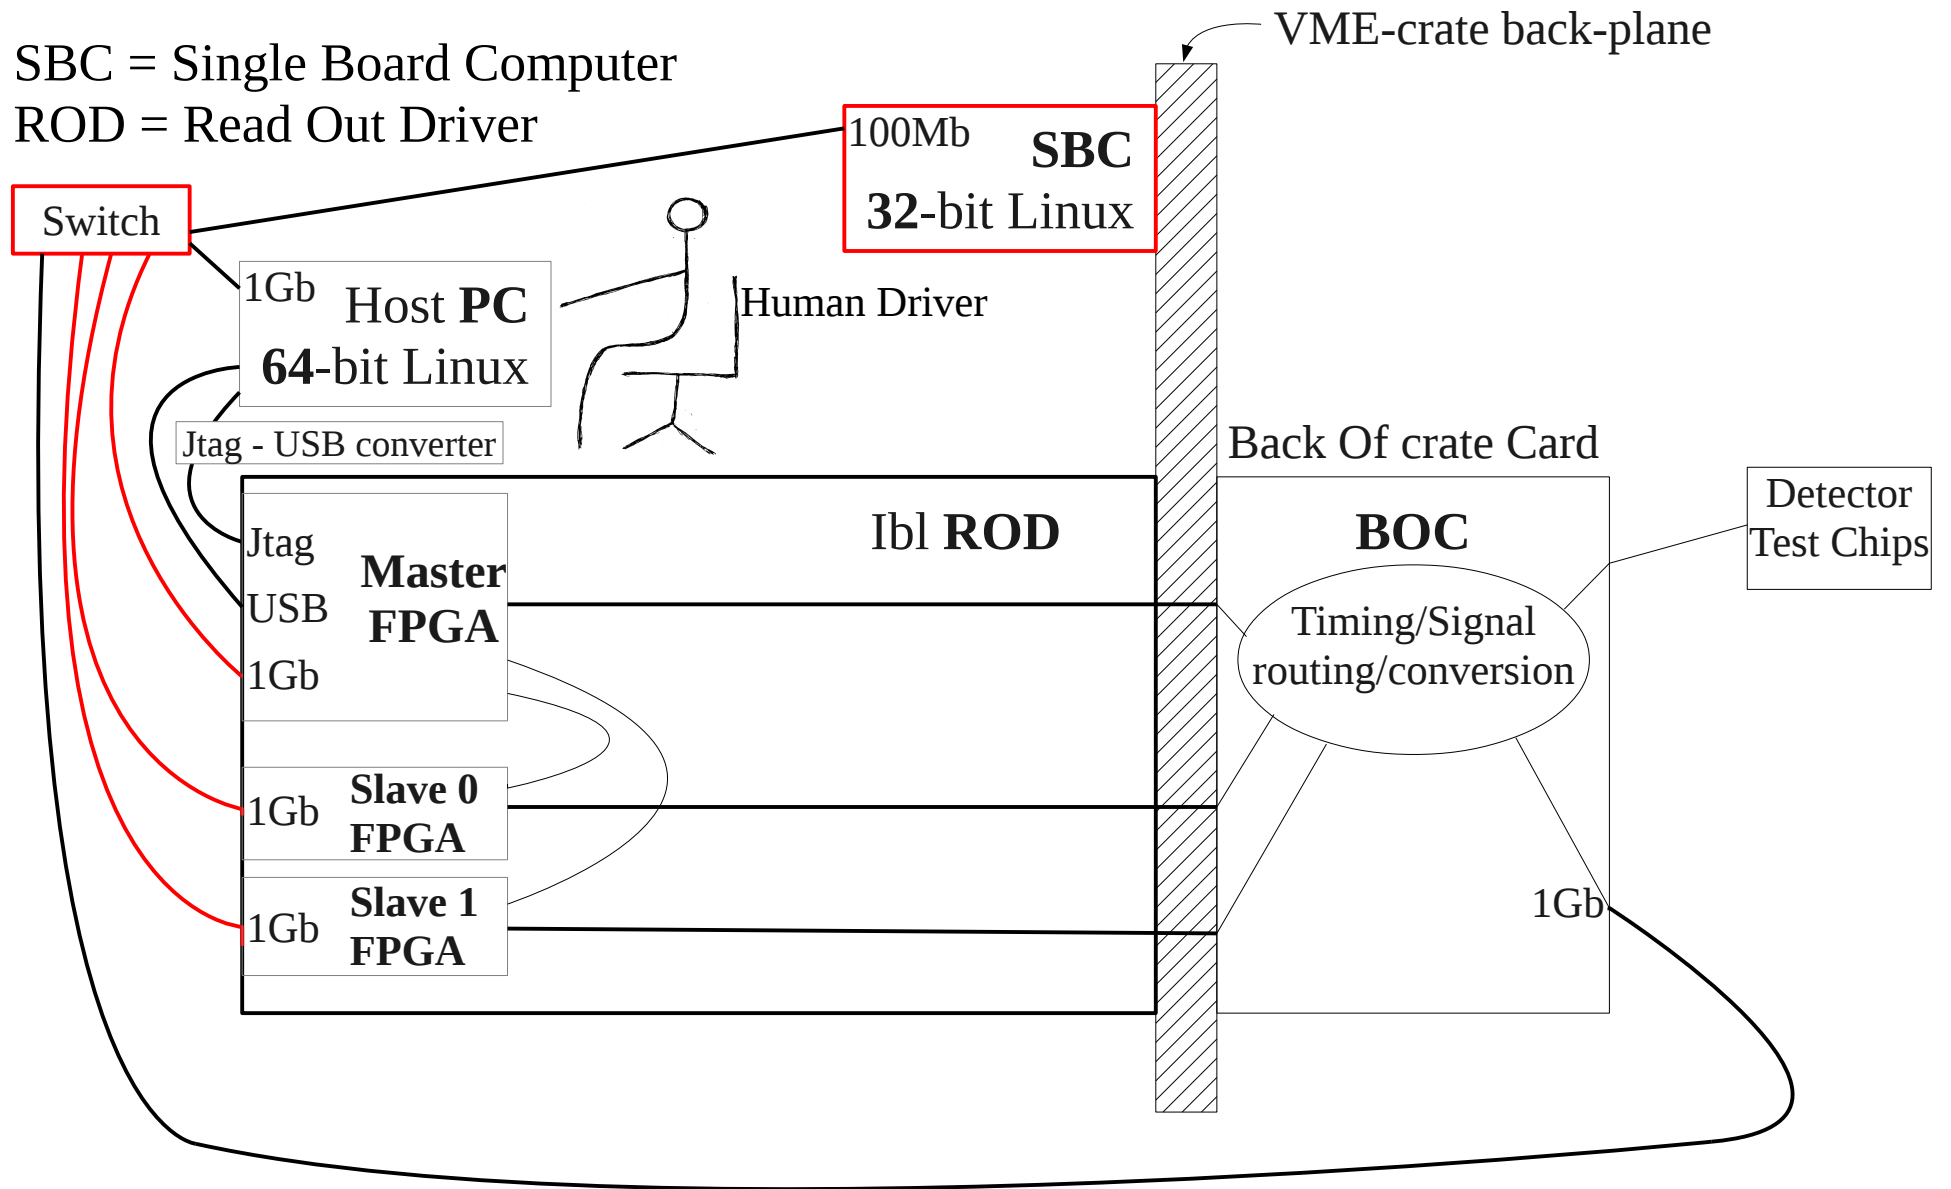 VME-crate back-plane
SBC = Single Board Computer
ROD = Read Out Driver
100Mb
SBC
32-bit Linux
Switch
1Gb
Host PC
64-bit Linux
Human Driver
Jtag - USB converter
Back Of crate Card
Detector
Test Chips
Ibl ROD
BOC
Jtag
Master
FPGA
USB
1Gb
Timing/Signal
routing/conversion
1Gb
Slave 0
FPGA
1Gb
Slave 1
FPGA
1Gb